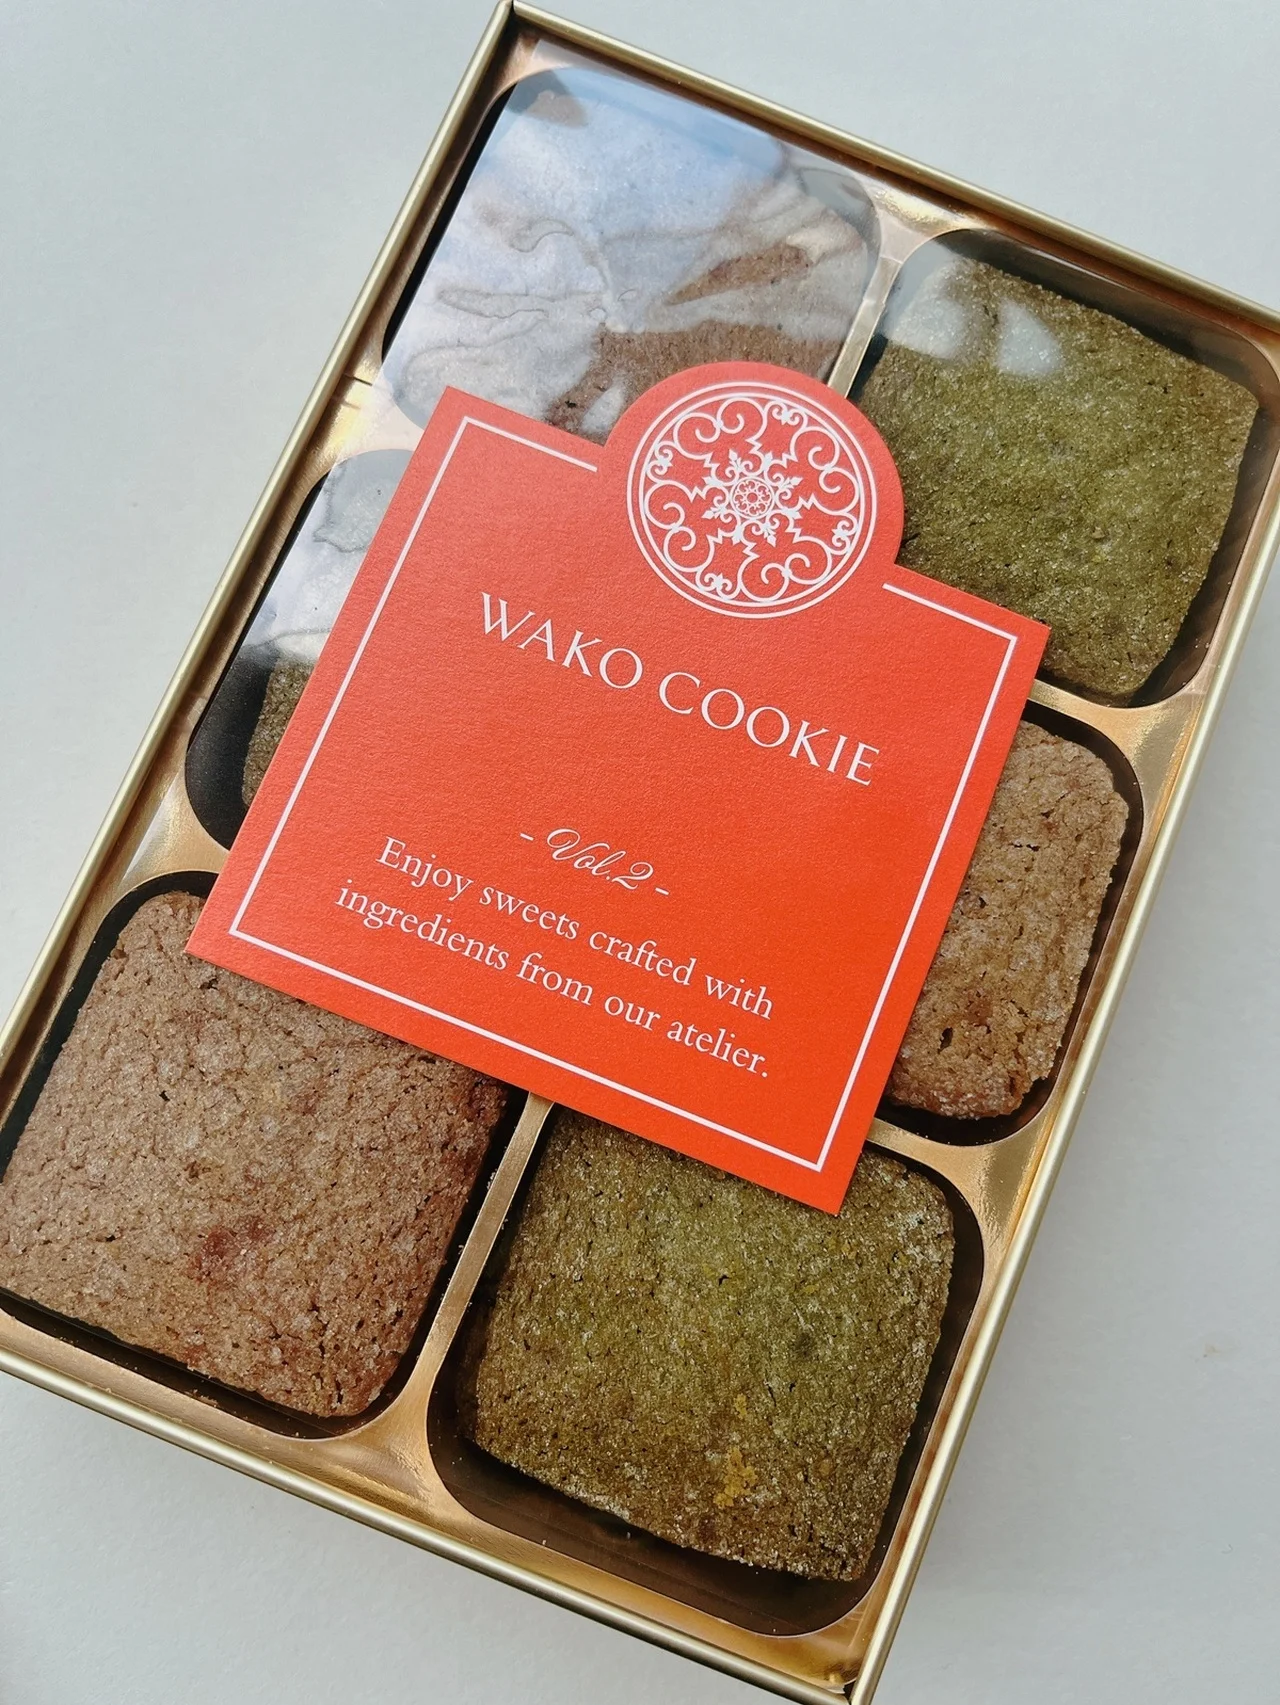 WAKO COOKIE
- Vol.2 -
Enjoy sweets crafted with
ingredients from our atelier.